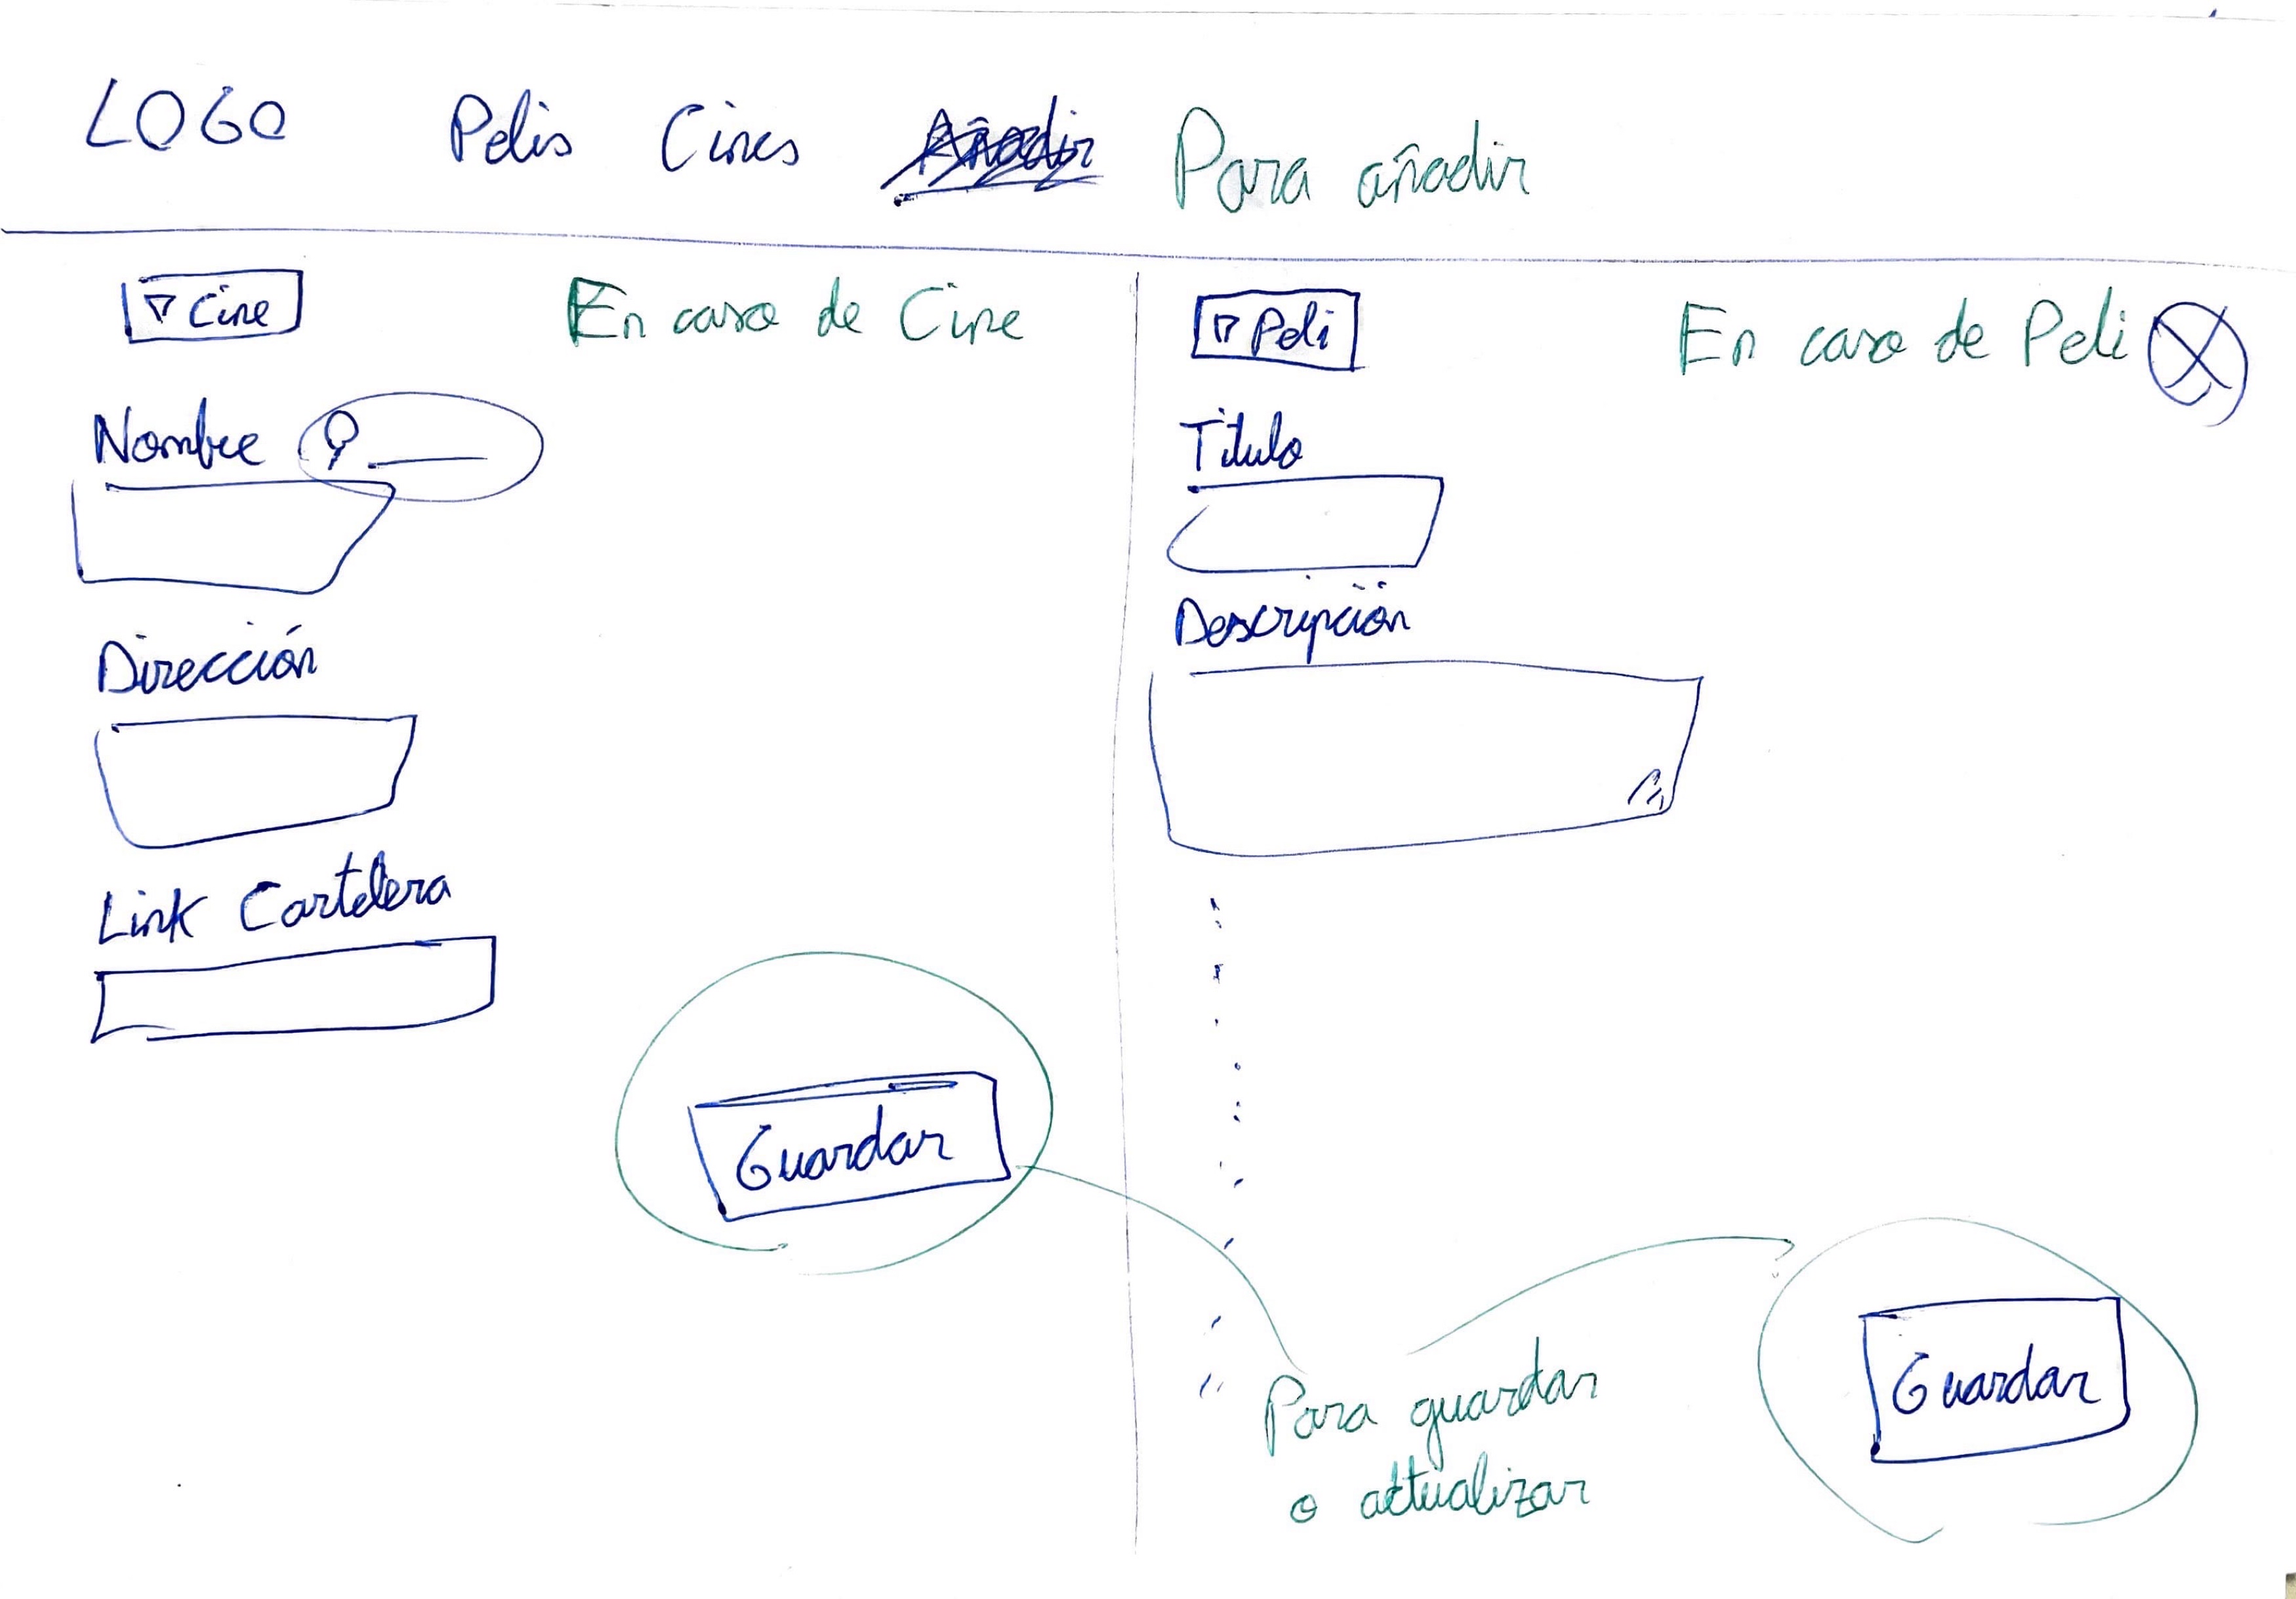 LOGO Pelis Cines Añadir Para añadir
▽ Cine En caso de Cine
Nombre
Dirección
Link Cartelera
Guardar
▽ Peli En caso de Peli
Titulo
Descripción
Para guardar
o actualizar
Guardar